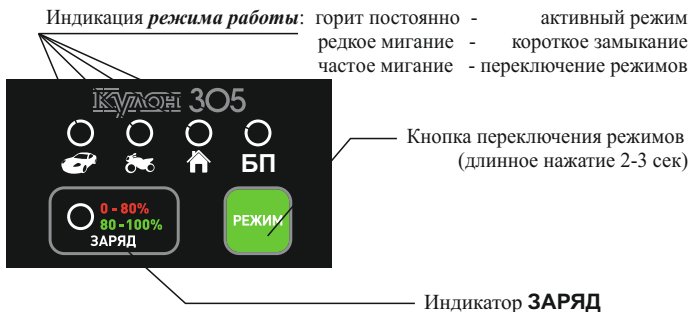 Индикация режима работы: горит постоянно - активный режим
редкое мигание - короткое замыкание
частое мигание - переключение режимов
Кулон 305
Кнопка переключения режимов
(длинное нажатие 2-3 сек)
БП
0 - 80%
80 - 100%
ЗАРЯД
РЕЖИМ
Индикатор ЗАРЯД